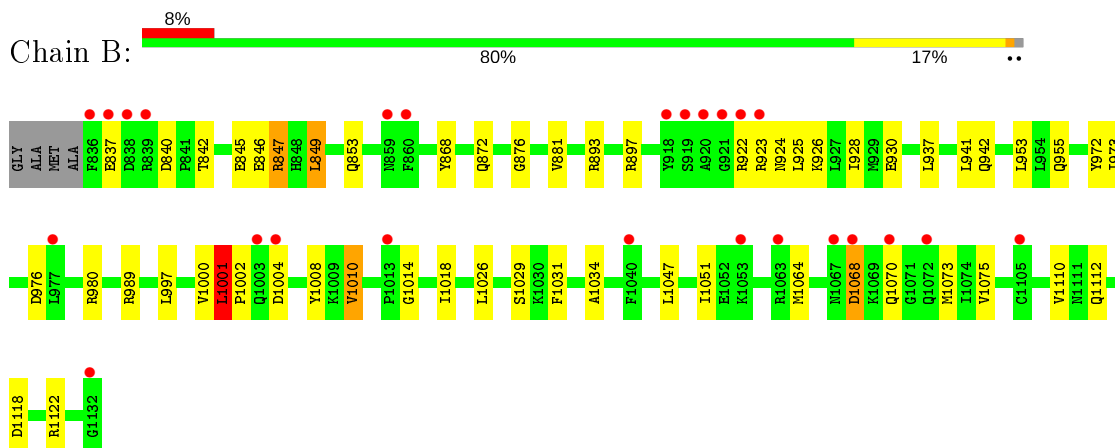 8%
Chain B:
80% 17% ••
GLY ALA MET ALA F836 E837 D838 R839 D840 P841 T842 E845 E846 R847 H848 L849 Q853 N859 F860 Y868 Q872 G876 V881 R893 R897 Y918 S919 A920 G921 R922 R923 N924 L925 K926 L927 I928 M929 E930 L937 L941 Q942 L953 L954 Q955 Y972
D976 L977 R980 R989 L997 V1000 L1001 P1002 Q1003 D1004 Y1008 K1009 V1010 P1013 G1014 I1018 L1026 S1029 K1030 F1031 A1034 F1040 L1047 I1051 E1052 K1053 R1063 M1064 N1067 D1068 K1069 Q1070 G1071 Q1072 M1073 I1074 V1075 C1105 V1110 N1111 Q1112
D1118 R1122 G1132